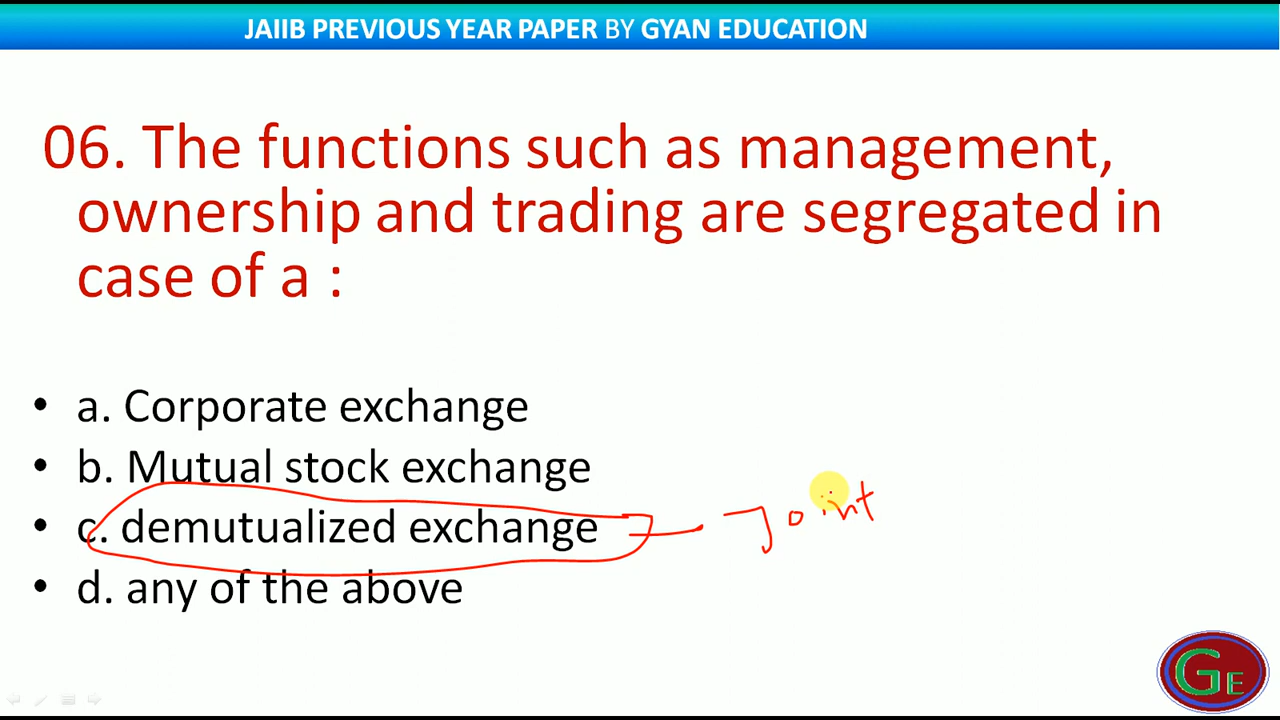 JAIIB PREVIOUS YEAR PAPER BY GYAN EDUCATION
06. The functions such as management,
ownership and trading are segregated in
case of a :
• a. Corporate exchange
• b. Mutual stock exchange
• c. demutualized exchange
Joint
• d. any of the above
GE